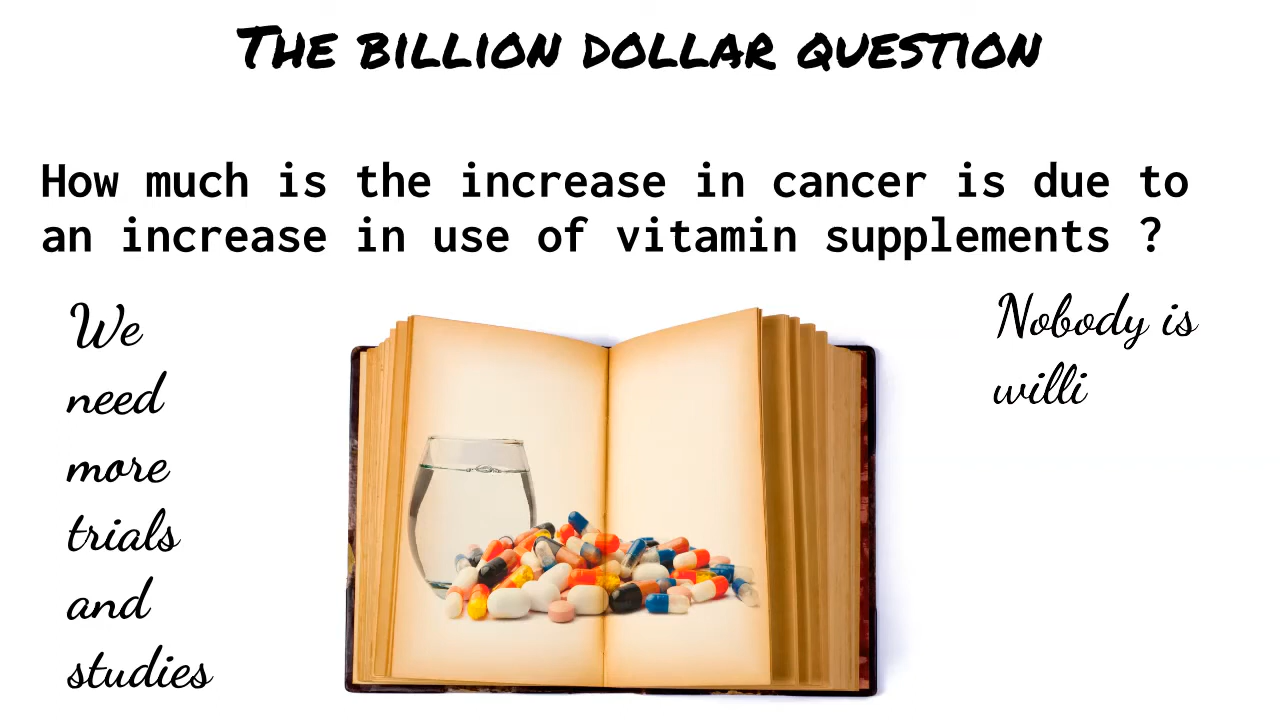 The billion dollar question
How much is the increase in cancer is due to
an increase in use of vitamin supplements ?
We
need
more
trials
and
studies
Nobody is
willi